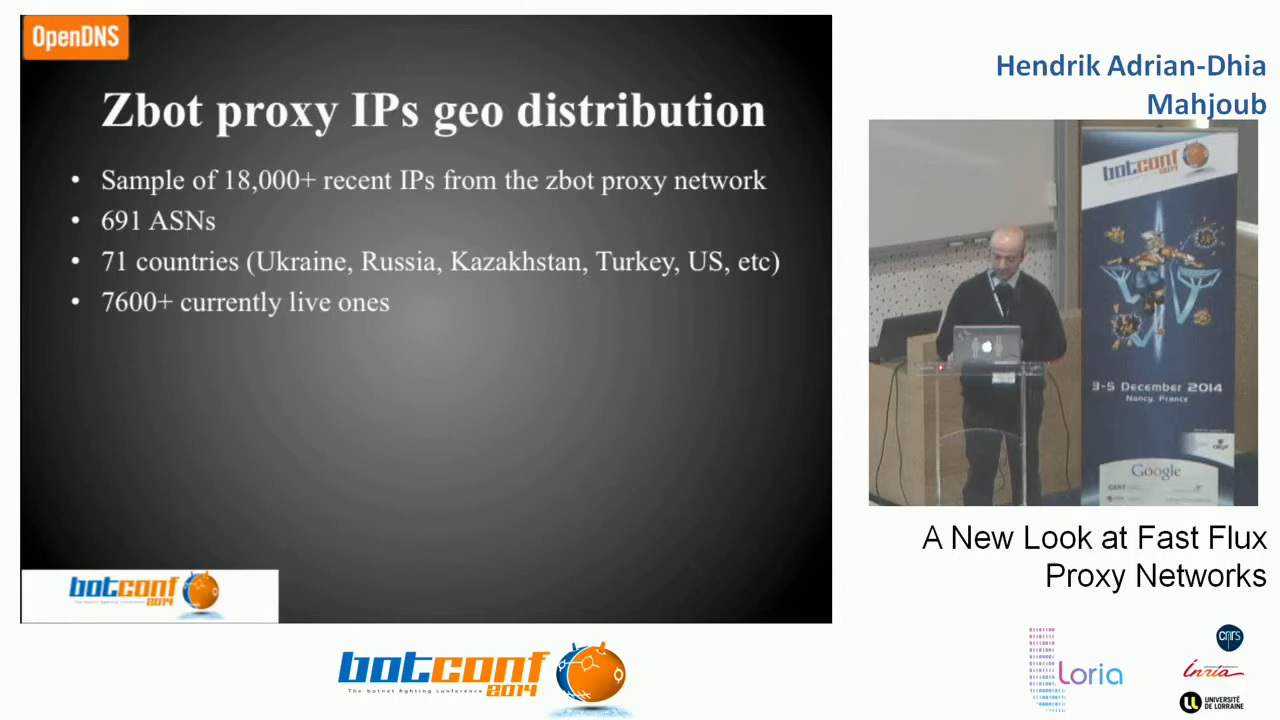 OpenDNS
Zbot proxy IPs geo distribution
• Sample of 18,000+ recent IPs from the zbot proxy network
• 691 ASNs
• 71 countries (Ukraine, Russia, Kazakhstan, Turkey, US, etc)
• 7600+ currently live ones
botconf
2014
Hendrik Adrian-Dhia
Mahjoub
botconf
3-5 December 2014
Nancy, France
Google
CERT
A New Look at Fast Flux
Proxy Networks
botconf
The botnet fighting conference 2014
Loria
cnrs
Inria
UNIVERSITÉ
DE LORRAINE